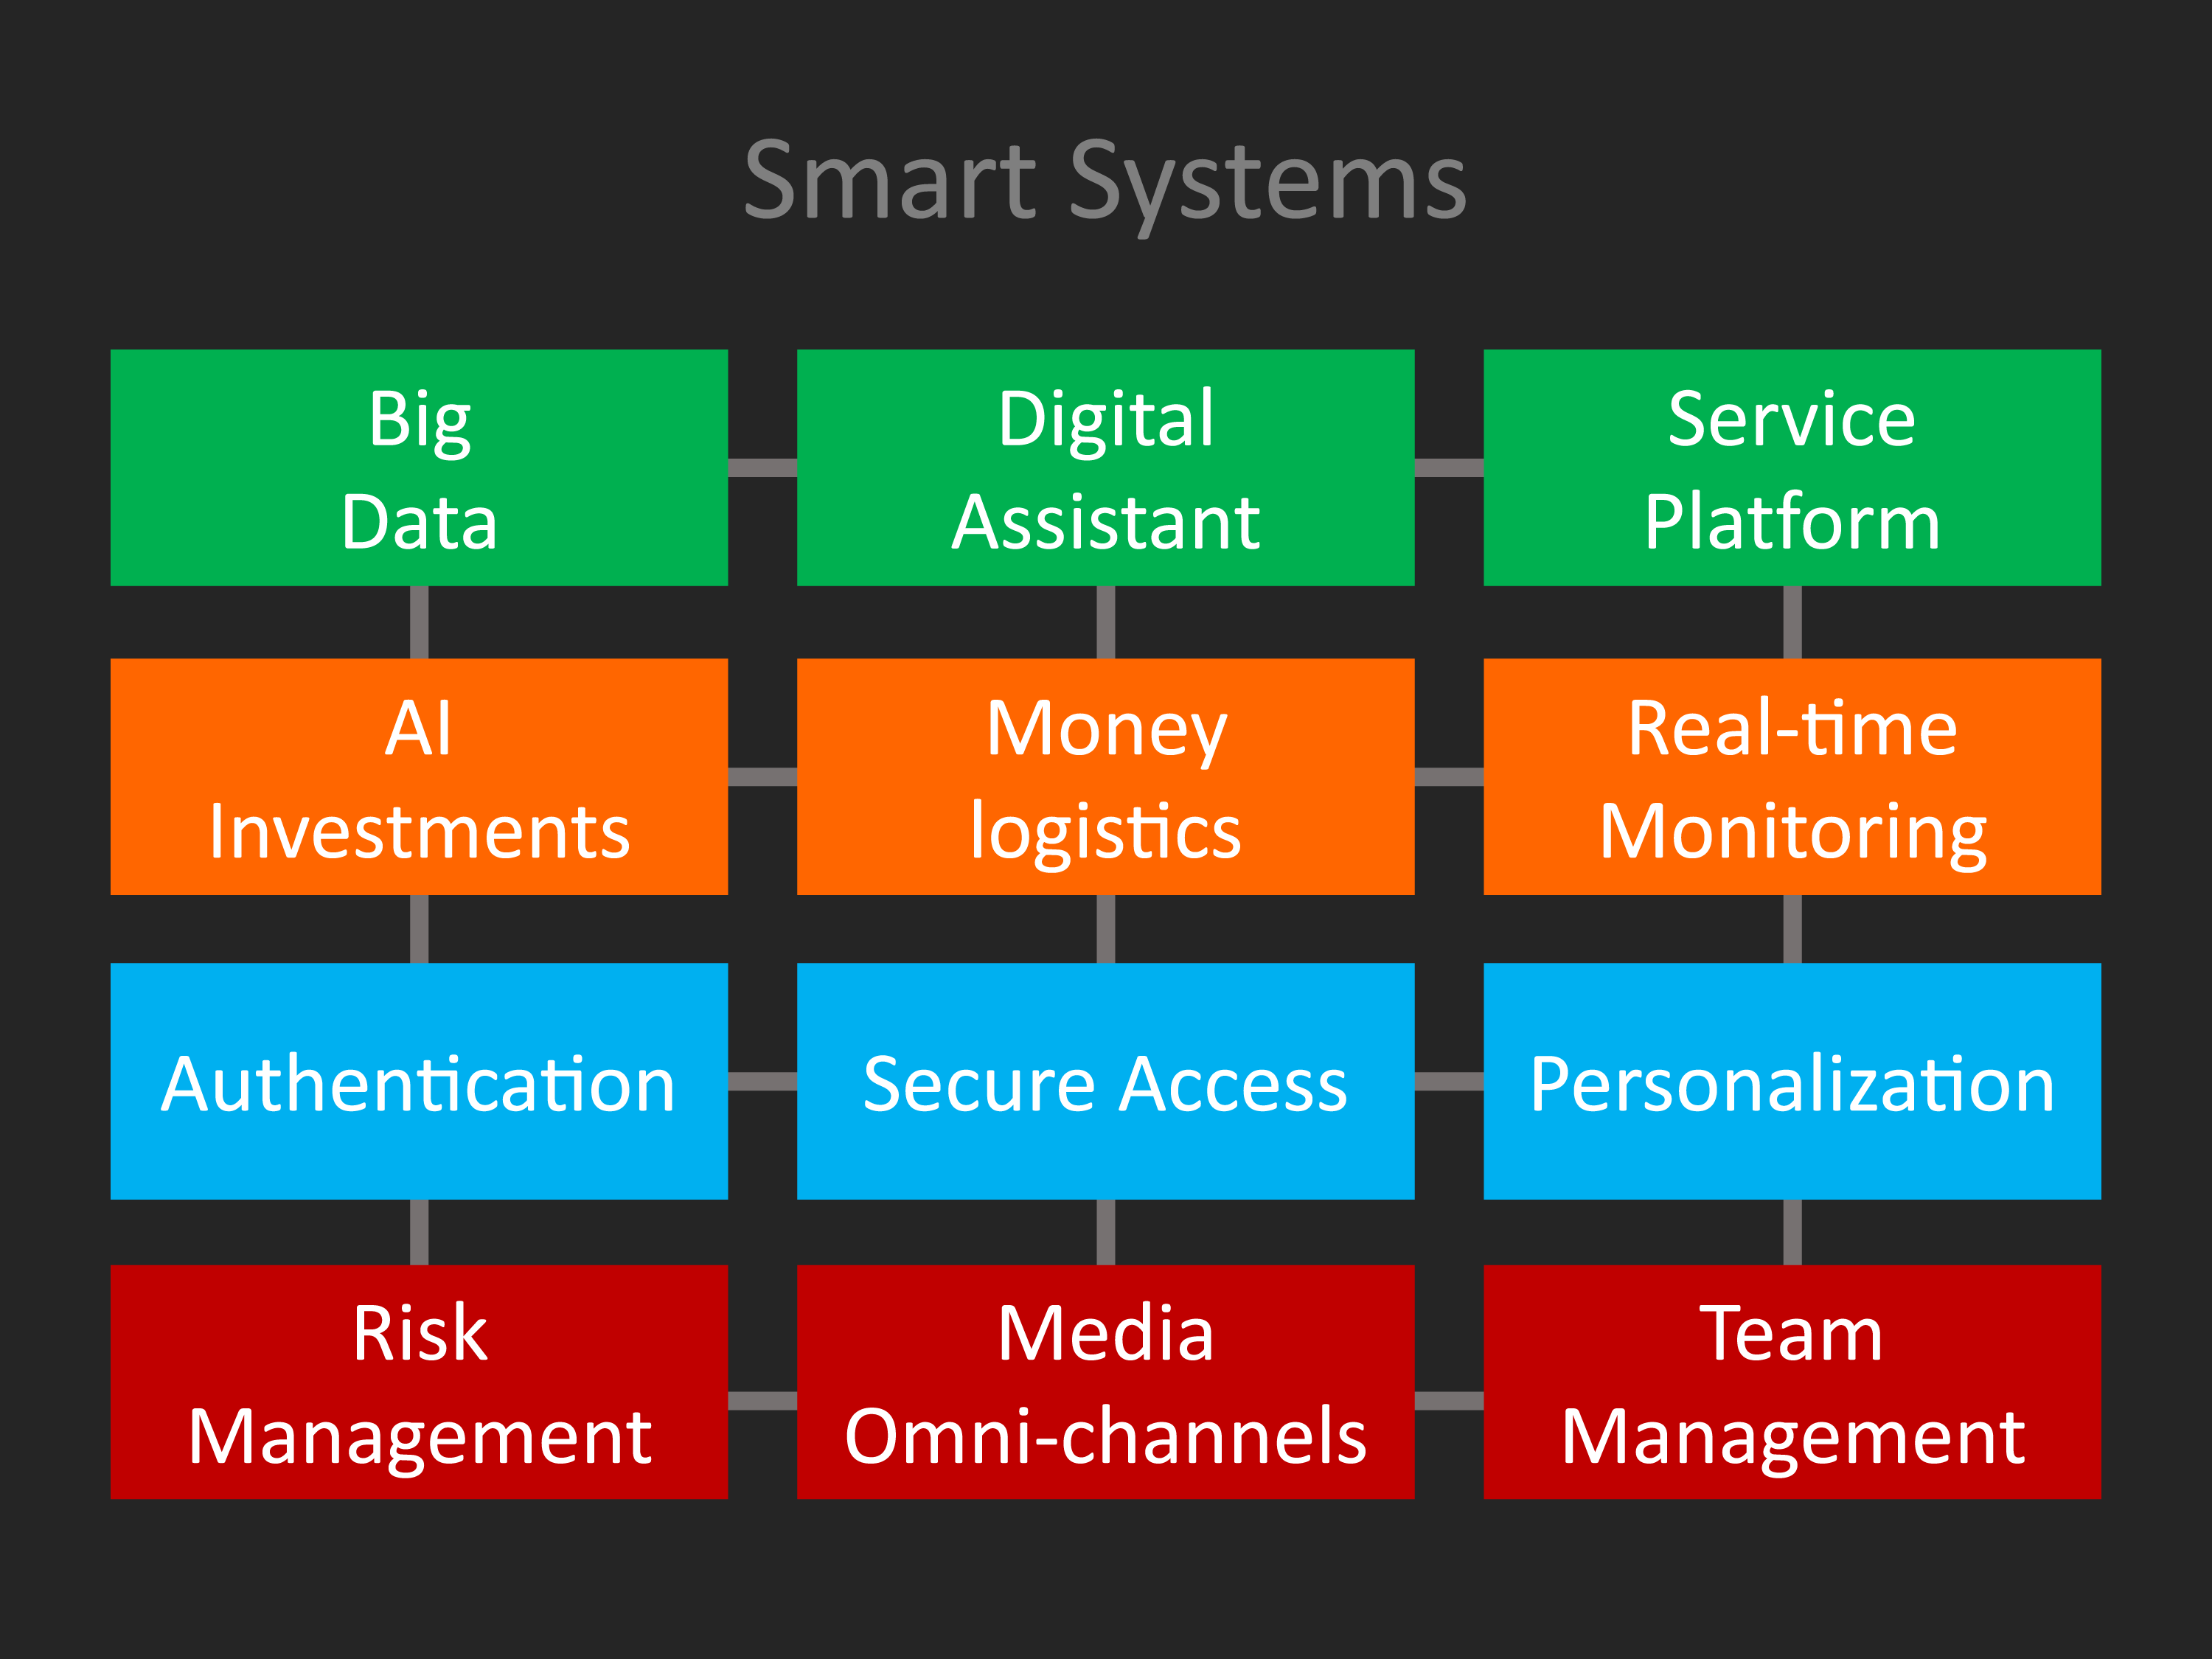 Smart Systems
Big
Data
Digital
Assistant
Service
Platform
AI
Investments
Money
logistics
Real-time
Monitoring
Authentication
Secure Access
Personalization
Risk
Management
Media
Omni-channels
Team
Management